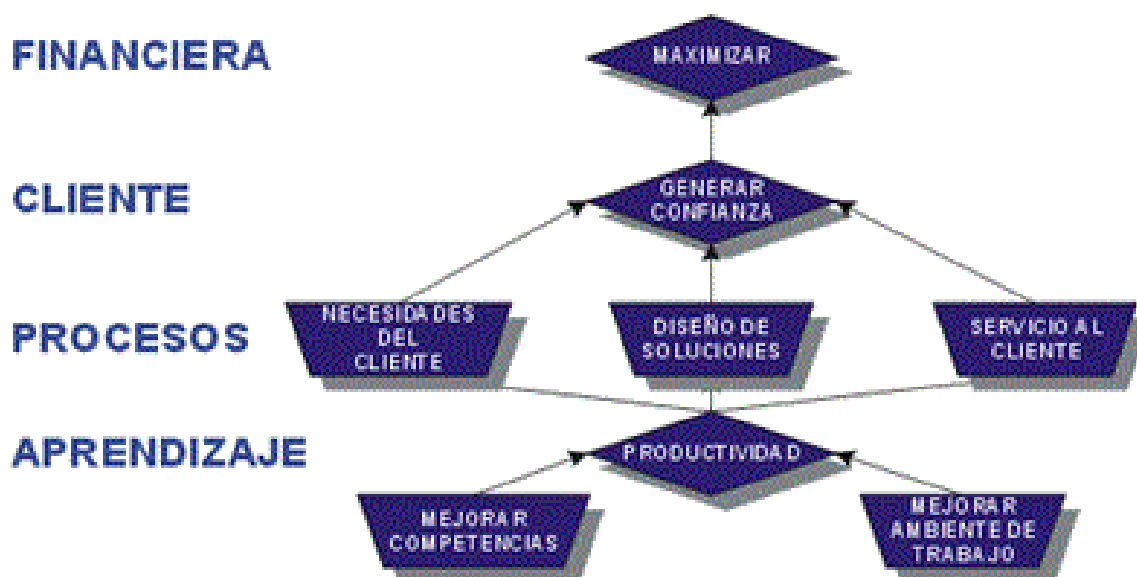 FINANCIERA
MAXIMIZAR
CLIENTE
GENERAR
CONFIANZA
PROCESOS
NECESIDADES
DEL
CLIENTE
DISEÑO DE
SOLUCIONES
SERVICIO AL
CLIENTE
APRENDIZAJE
PRODUCTIVIDAD
MEJORAR
COMPETENCIAS
MEJORAR
AMBIENTE DE
TRABAJO